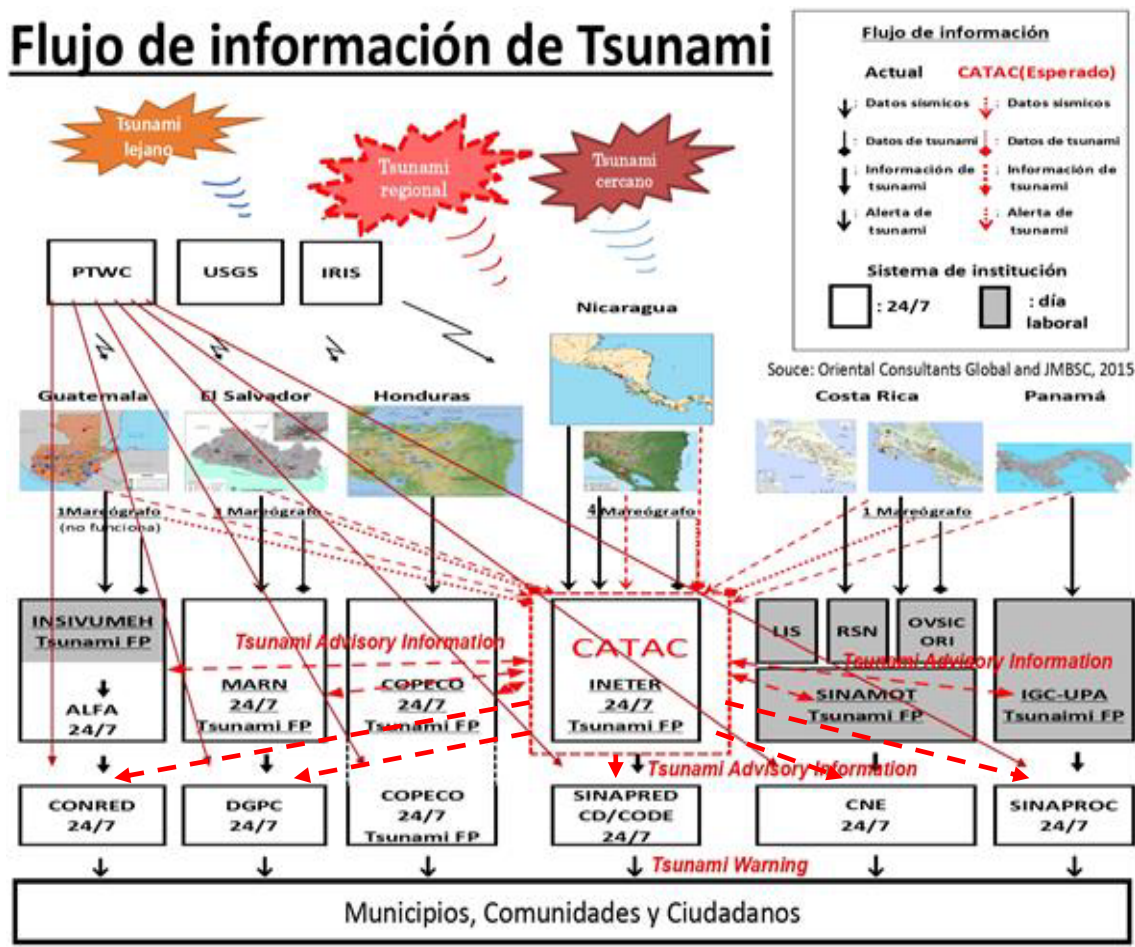 Flujo de información de Tsunami
Flujo de información
Actual CATAC(Esperado)
: Datos sísmicos : Datos sísmicos
: Datos de tsunami : Datos de tsunami
: Información de tsunami : Información de tsunami
: Alerta de tsunami : Alerta de tsunami
Sistema de institución
: 24/7 : día laboral
Souce: Oriental Consultants Global and JMBSC, 2015
Tsunami
lejano
Tsunami
regional
Tsunami
cercano
PTWC
USGS
IRIS
Nicaragua
Guatemala
El Salvador
Honduras
Costa Rica
Panamá
1Mareógrafo
(no funciona)
1 Mareógrafo
4 Mareógrafo
1 Mareógrafo
INSIVUMEH
Tsunami FP
ALFA
24/7
MARN
24/7
Tsunami FP
COPECO
24/7
Tsunami FP
CATAC
INETER
24/7
Tsunami FP
LIS
RSN
OVSIC
ORI
SINAMOT
Tsunami FP
IGC-UPA
Tsunaimi FP
Tsunami Advisory Information
Tsunami Advisory Information
Tsunami Advisory Information
CONRED
24/7
DGPC
24/7
COPECO
24/7
Tsunami FP
SINAPRED
CD/CODE
24/7
CNE
24/7
SINAPROC
24/7
Tsunami Warning
Municipios, Comunidades y Ciudadanos